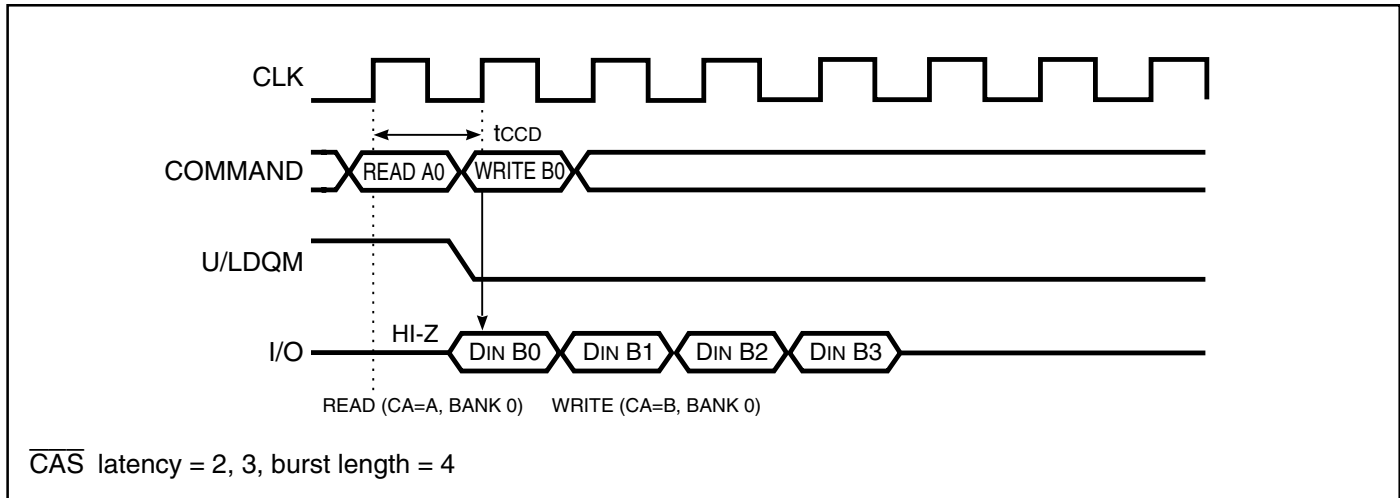 CLK
tCCD
COMMAND READ A0 WRITE B0
U/LDQM
HI-Z
I/O DIN B0 DIN B1 DIN B2 DIN B3
READ (CA=A, BANK 0) WRITE (CA=B, BANK 0)
CAS latency = 2, 3, burst length = 4